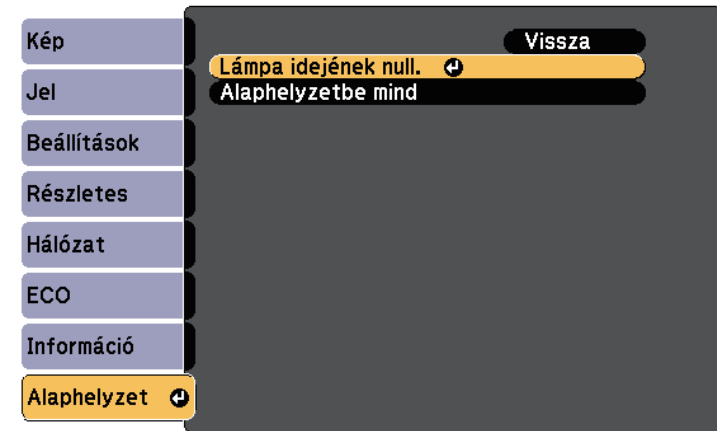 Kép
Jel
Beállítások
Részletes
Hálózat
ECO
Információ
Alaphelyzet
Vissza
Lámpa idejének null.
Alaphelyzetbe mind